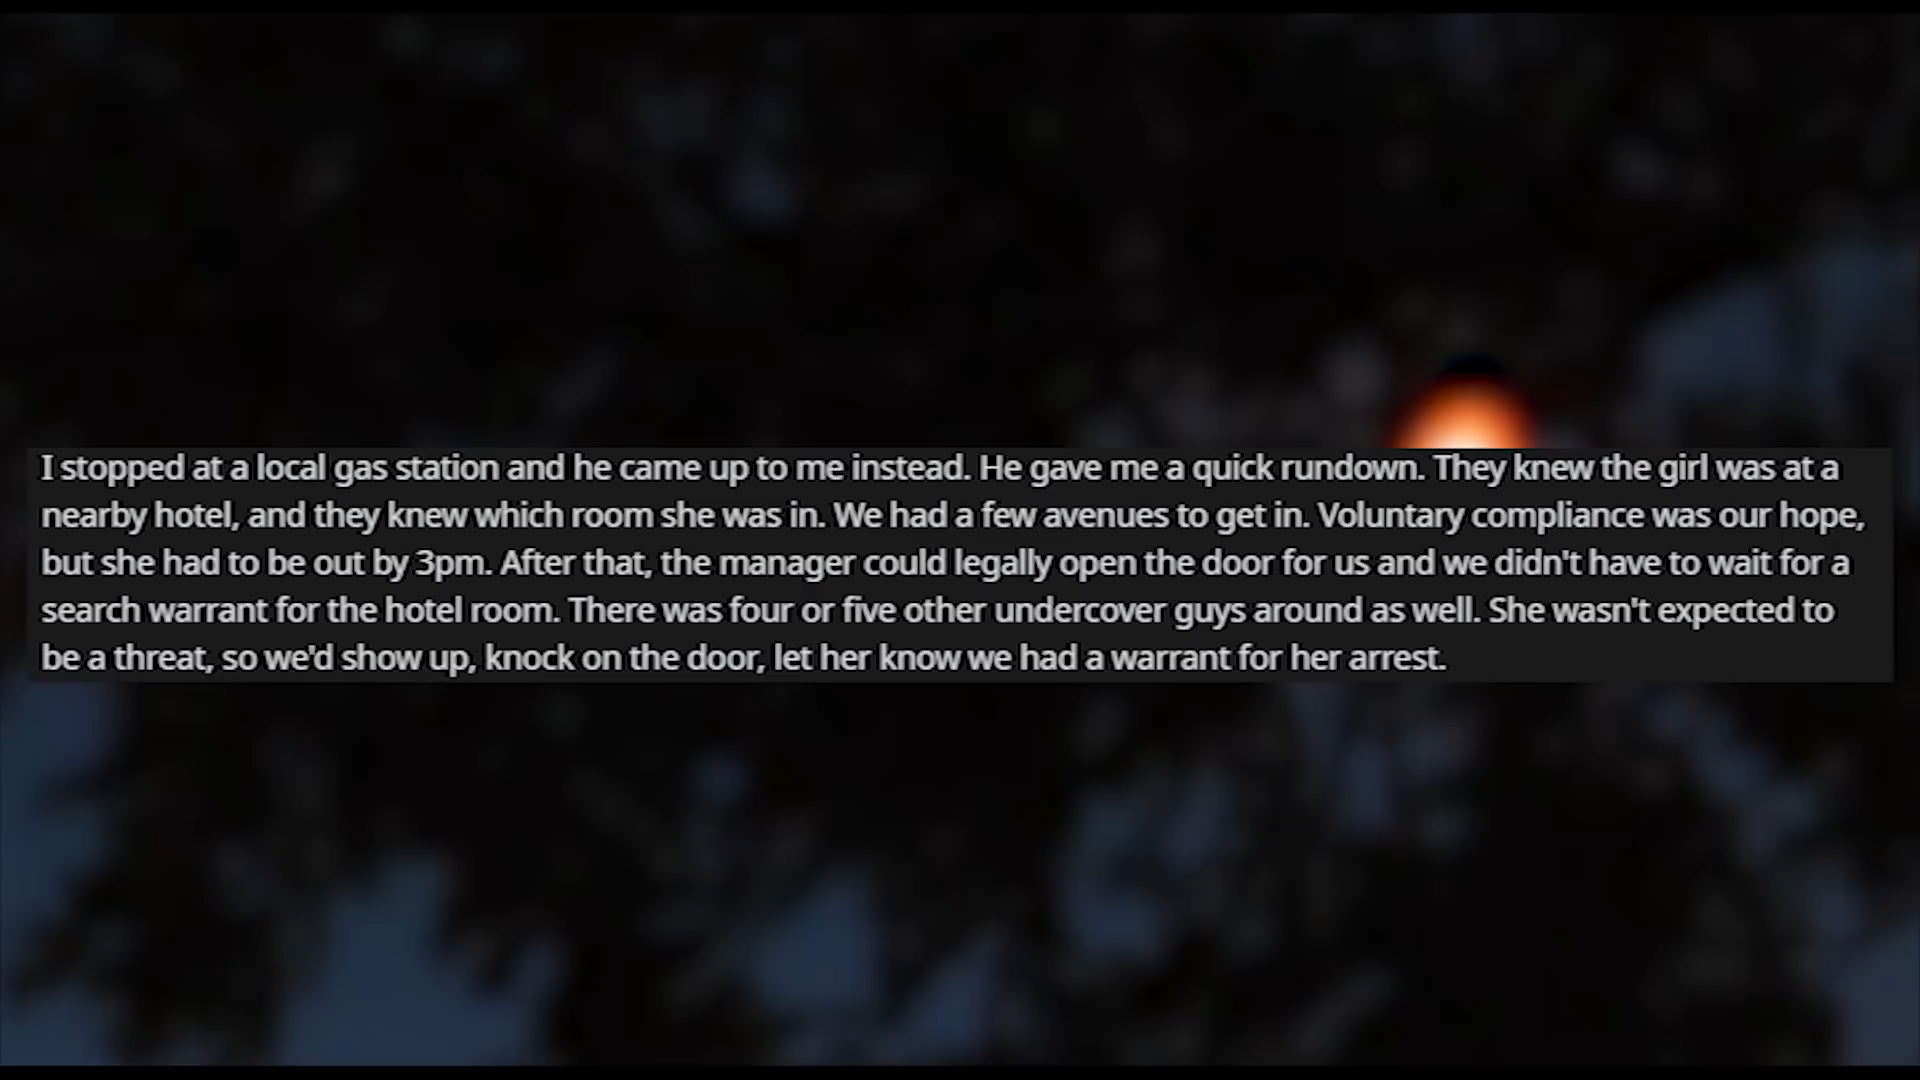 I stopped at a local gas station and he came up to me instead. He gave me a quick rundown. They knew the girl was at a
nearby hotel, and they knew which room she was in. We had a few avenues to get in. Voluntary compliance was our hope,
but she had to be out by 3pm. After that, the manager could legally open the door for us and we didn't have to wait for a
search warrant for the hotel room. There was four or five other undercover guys around as well. She wasn't expected to
be a threat, so we'd show up, knock on the door, let her know we had a warrant for her arrest.